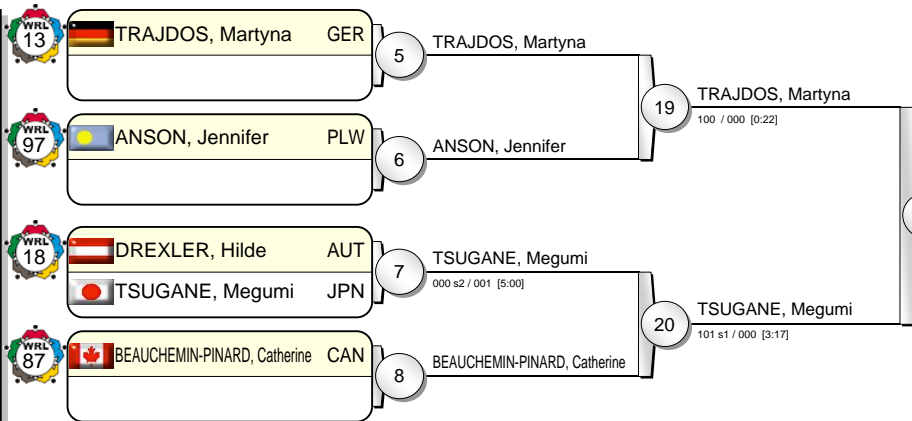 WRL
13
TRAJDOS, Martyna GER
5
TRAJDOS, Martyna
WRL
97
ANSON, Jennifer PLW
6
ANSON, Jennifer
19
TRAJDOS, Martyna
100 / 000 [0:22]
WRL
18
DREXLER, Hilde AUT
TSUGANE, Megumi JPN
7
TSUGANE, Megumi
000 s2 / 001 [5:00]
WRL
87
BEAUCHEMIN-PINARD, Catherine CAN
8
BEAUCHEMIN-PINARD, Catherine
20
TSUGANE, Megumi
101 s1 / 000 [3:17]